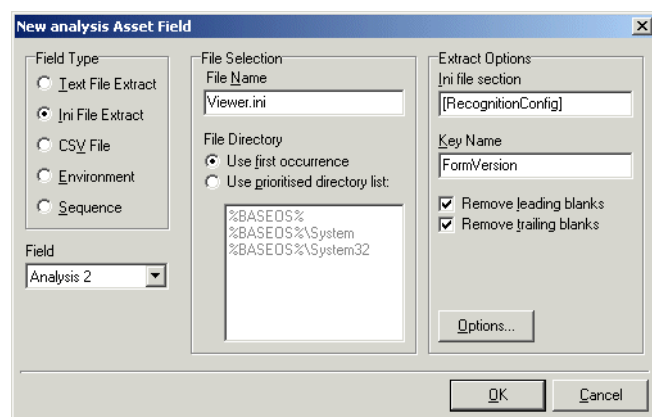 New analysis Asset Field
Field Type
Text File Extract
Ini File Extract
CSV File
Environment
Sequence
Field
Analysis 2
File Selection
File Name
Viewer.ini
File Directory
Use first occurrence
Use prioritised directory list:
%BASEOS%
%BASEOS%\System
%BASEOS%\System32
Extract Options
Ini file section
[RecognitionConfig]
Key Name
FormVersion
Remove leading blanks
Remove trailing blanks
Options...
OK
Cancel